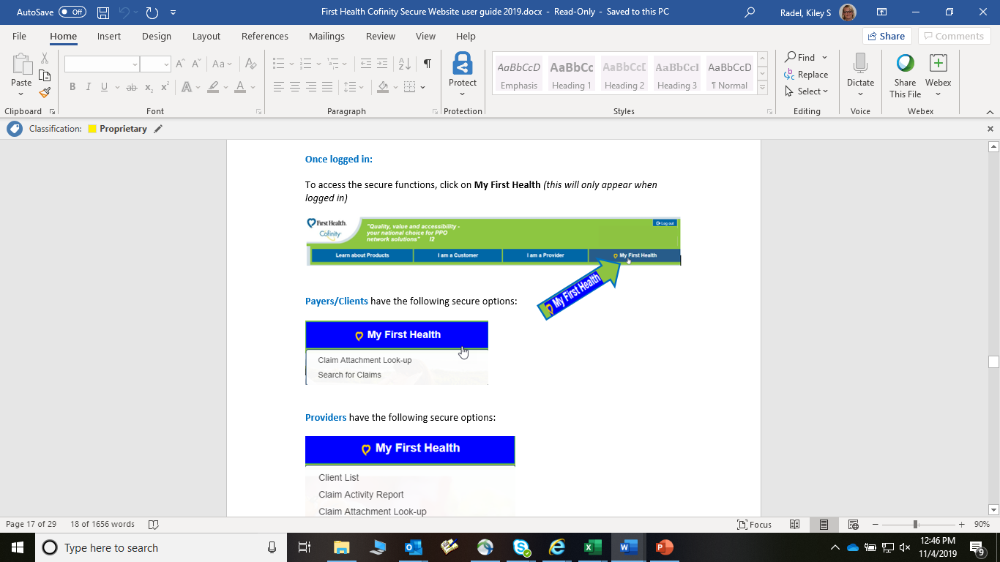 AutoSave Off
First Health Cofinity Secure Website user guide 2019.docx - Read-Only - Saved to this PC
Radel, Kiley S
File Home Insert Design Layout References Mailings Review View Help
Share Comments
Paste
Clipboard
Aa
B I U ab x₂ x² A A
Font
Paragraph
Protect
Protection
AaBbCcD AaBbCc AaBbCcD AaBbCcI AaBbCcD
Emphasis Heading 1 Heading 2 Heading 3 ¶ Normal
Styles
Find
Replace
Select
Editing
Dictate
Voice
Share
This File
Webex
Webex
Classification: Proprietary
Once logged in:
To access the secure functions, click on My First Health (this will only appear when
logged in)
First Health.
Cofinity
"Quality, value and accessibility -
your national choice for PPO
network solutions" I2
Log out
Learn about Products I am a Customer I am a Provider My First Health
My First Health
Payers/Clients have the following secure options:
My First Health
Claim Attachment Look-up
Search for Claims
Providers have the following secure options:
My First Health
Client List
Claim Activity Report
Claim Attachment Look-up
Page 17 of 29 18 of 1656 words
Focus
90%
Type here to search
12:46 PM
11/4/2019
9